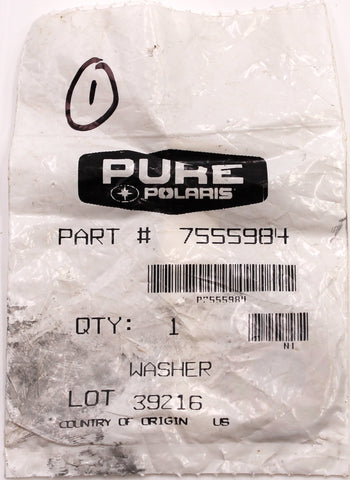 1
PURE
POLARIS
PART # 7555984
P7555984
QTY: 1
N1
WASHER
LOT 39216
COUNTRY OF ORIGIN US